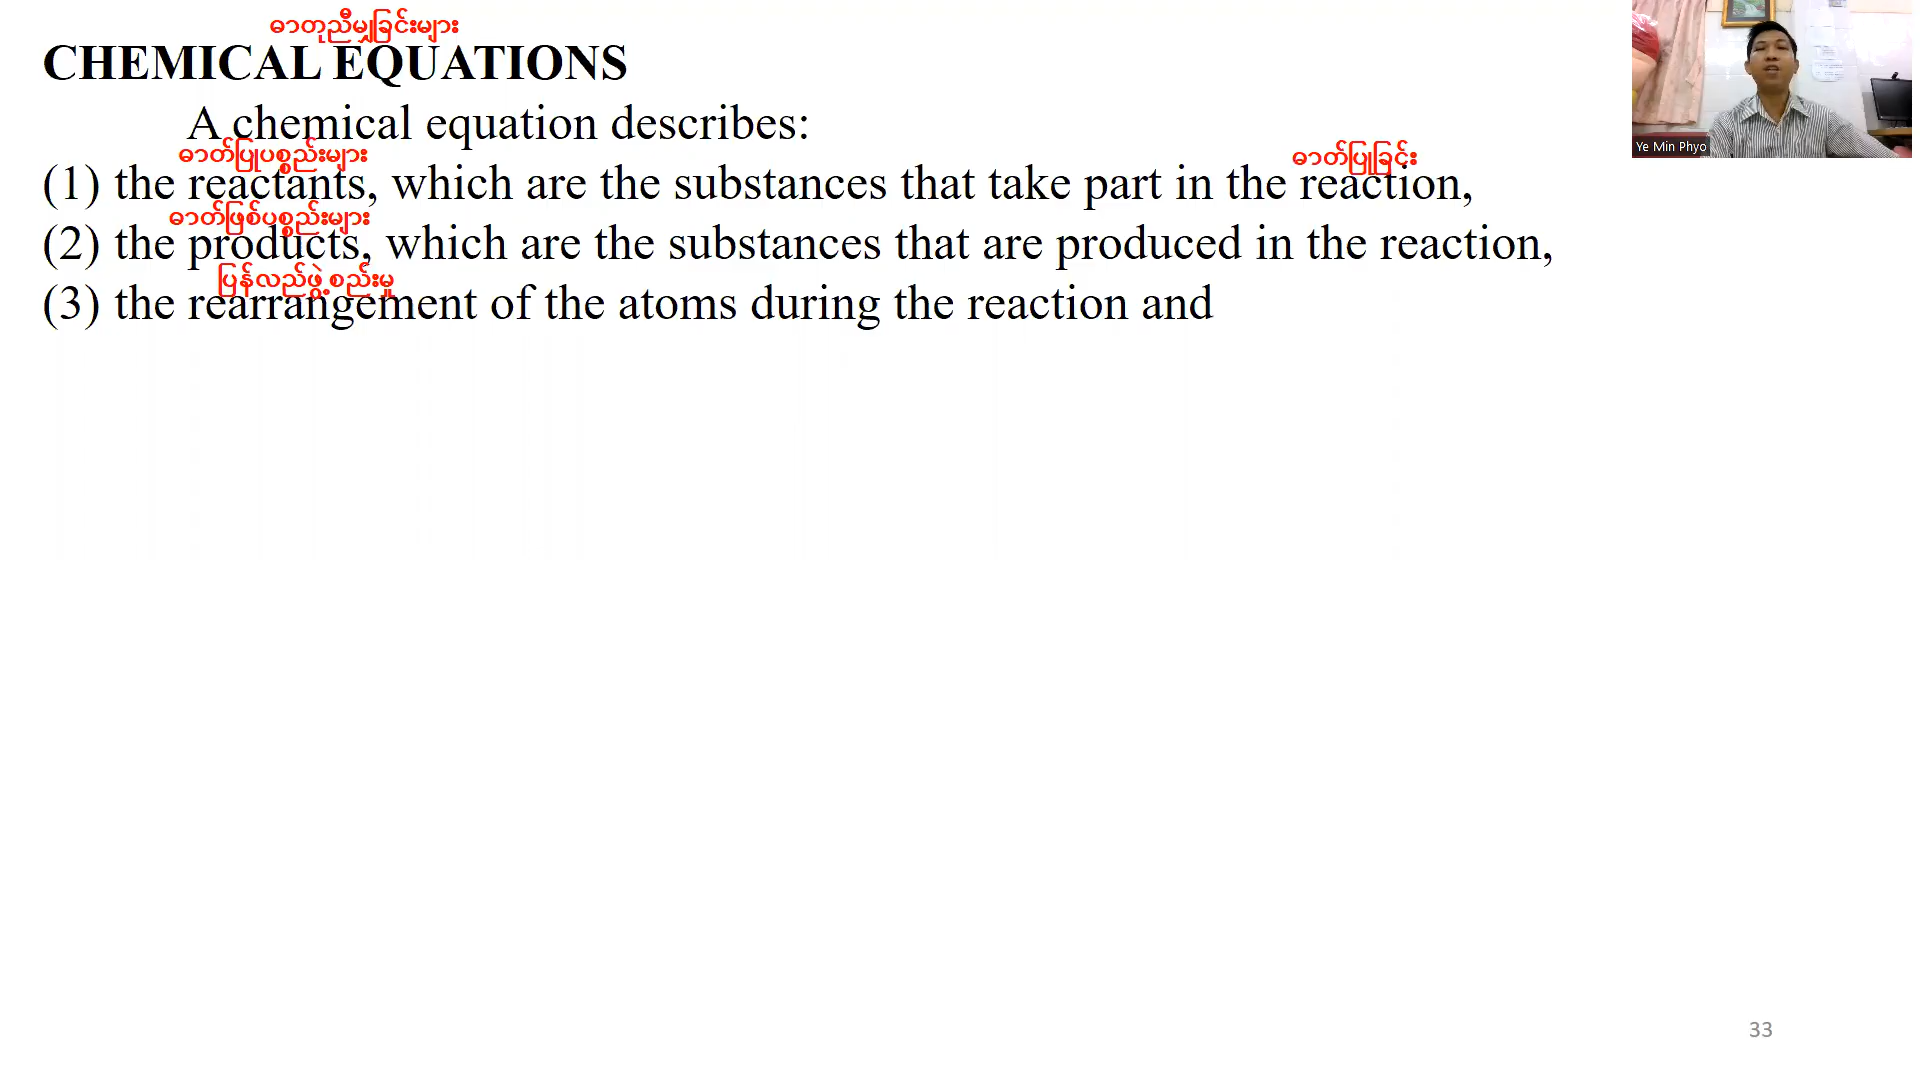 ဓာတုညီမျှခြင်းများ
CHEMICAL EQUATIONS
A chemical equation describes:
ဓာတ်ပြုပစ္စည်းများ ဓာတ်ပြုခြင်း
(1) the reactants, which are the substances that take part in the reaction,
ဓာတ်ဖြစ်ပစ္စည်းများ
(2) the products, which are the substances that are produced in the reaction,
ပြန်လည်ဖွဲ့စည်းမှု
(3) the rearrangement of the atoms during the reaction and
Ye Min Phyo
33